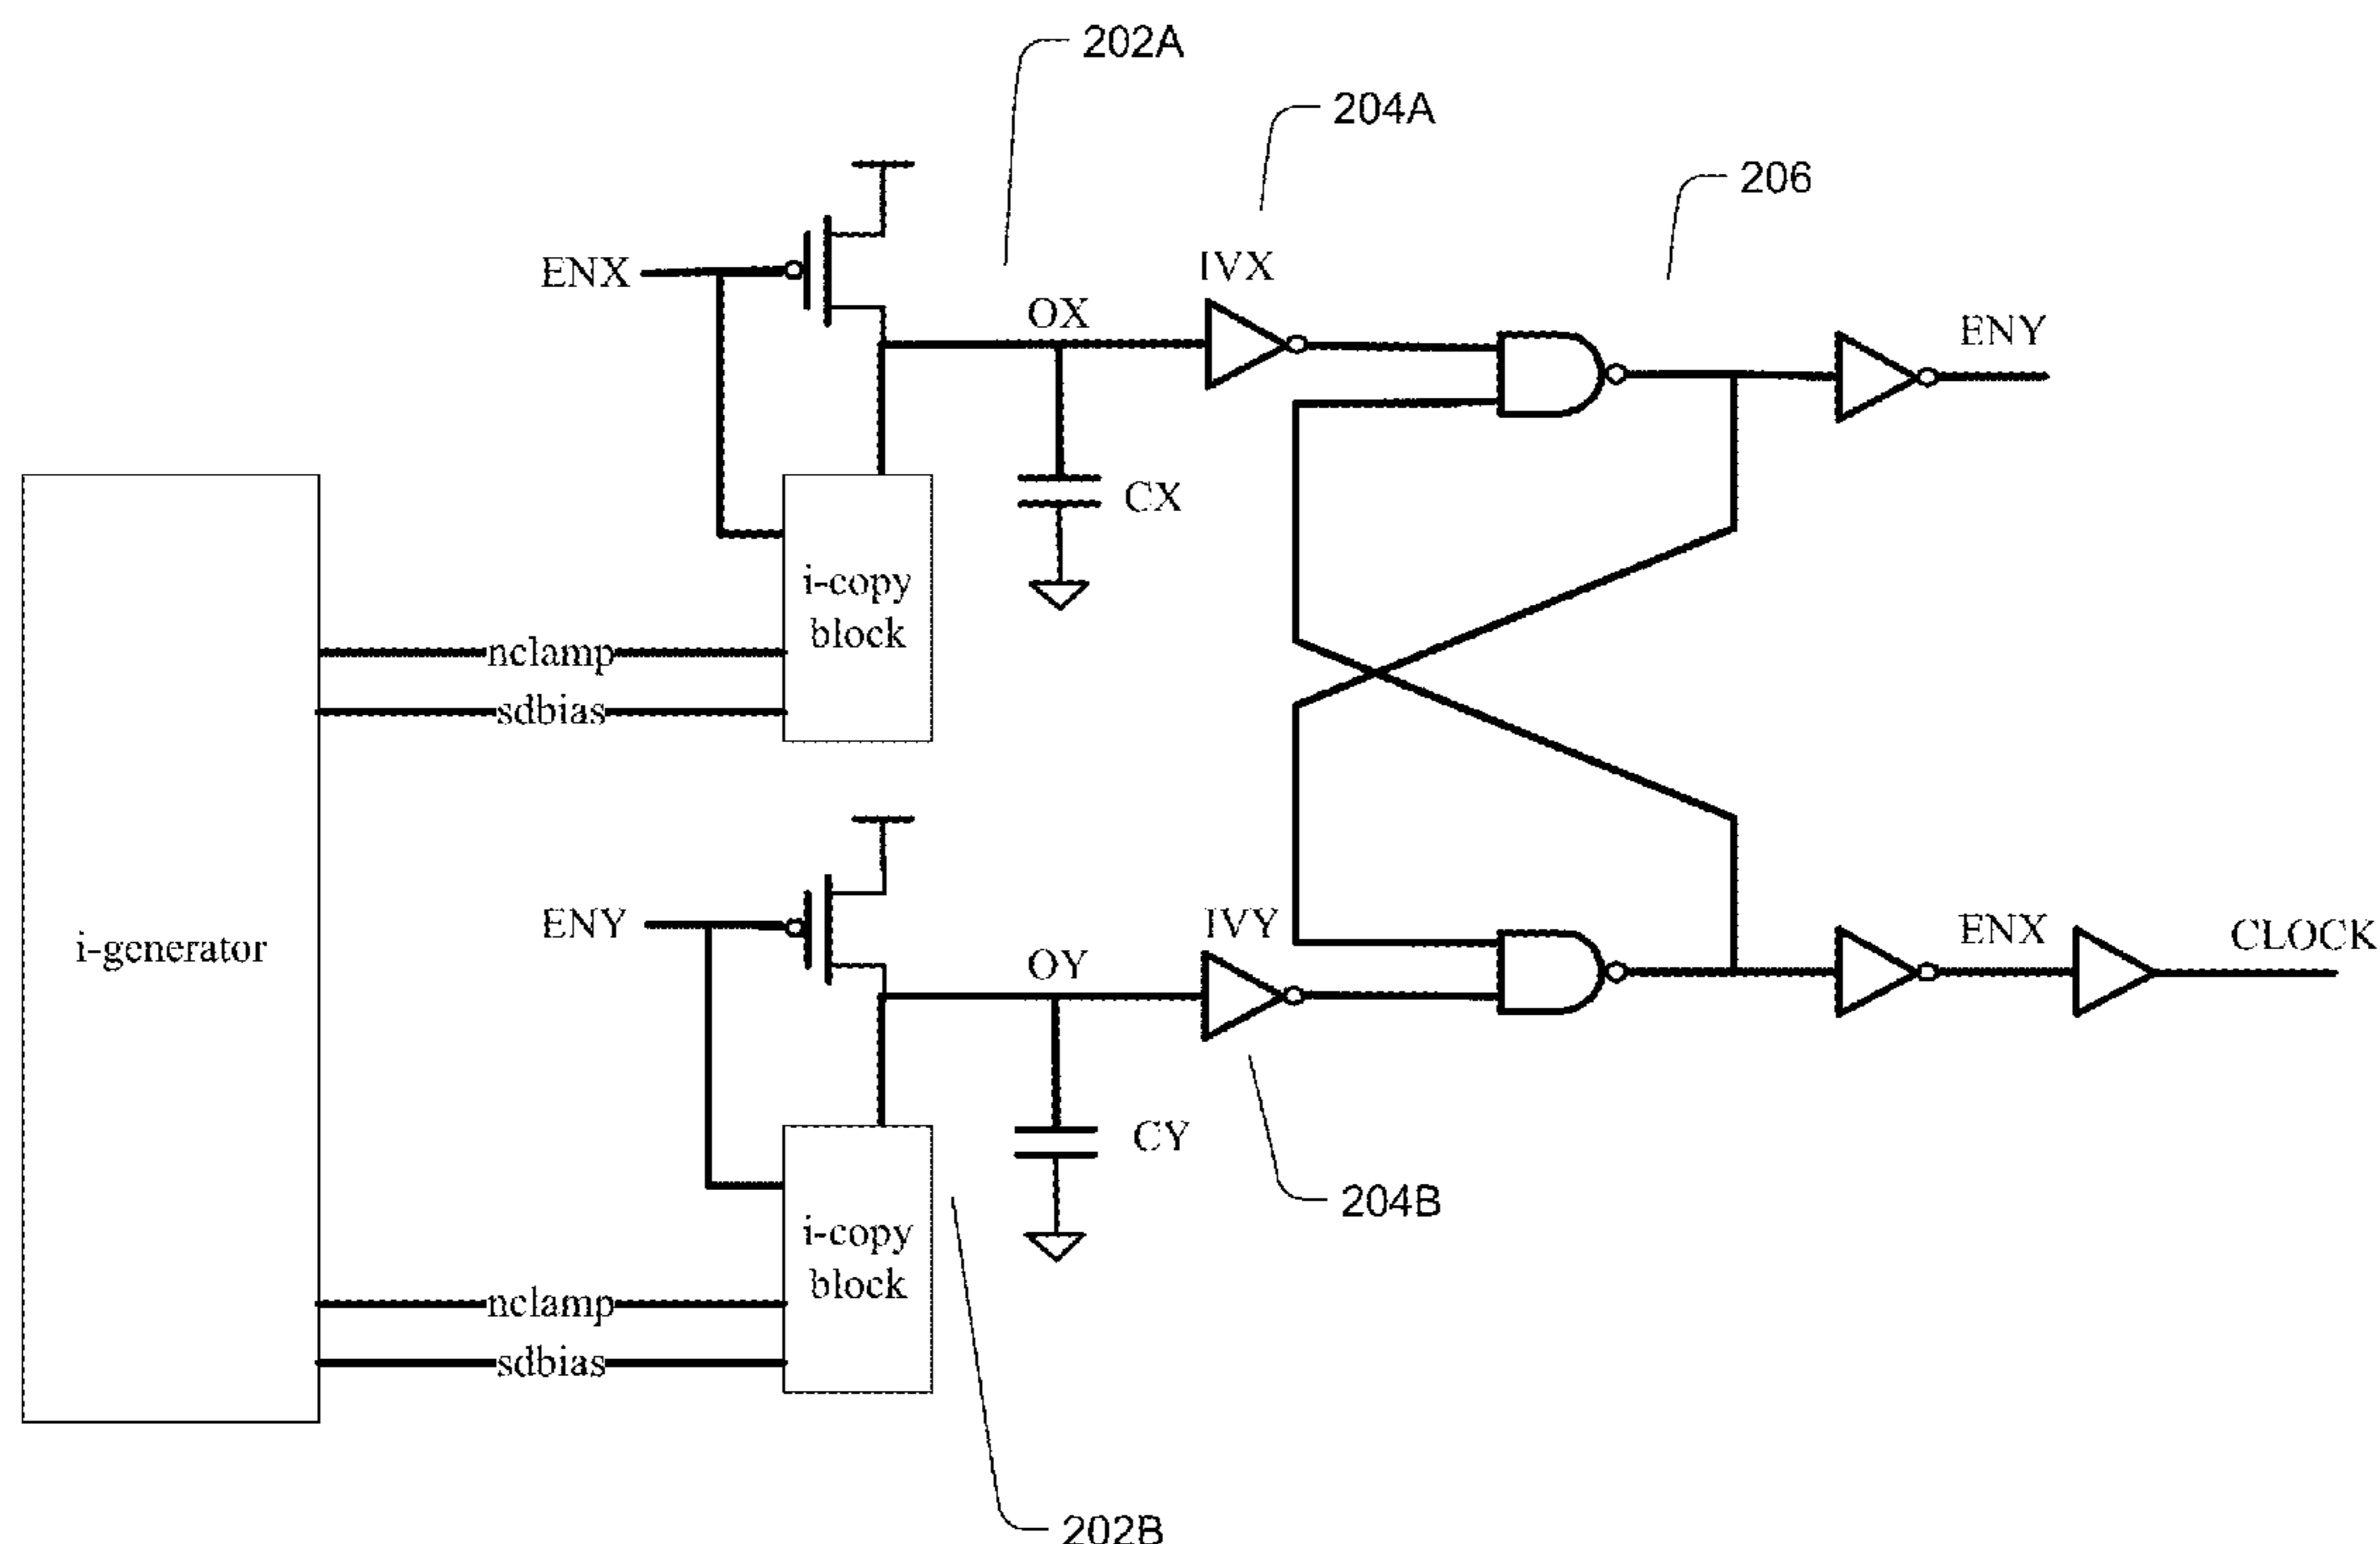 202A
204A
206
ENX
OX
IVX
ENY
CX
i-copy
block
nclamp
sdbias
i-generator
ENY
OY
IVY
ENX
CLOCK
CY
204B
i-copy
block
nclamp
sdbias
202B